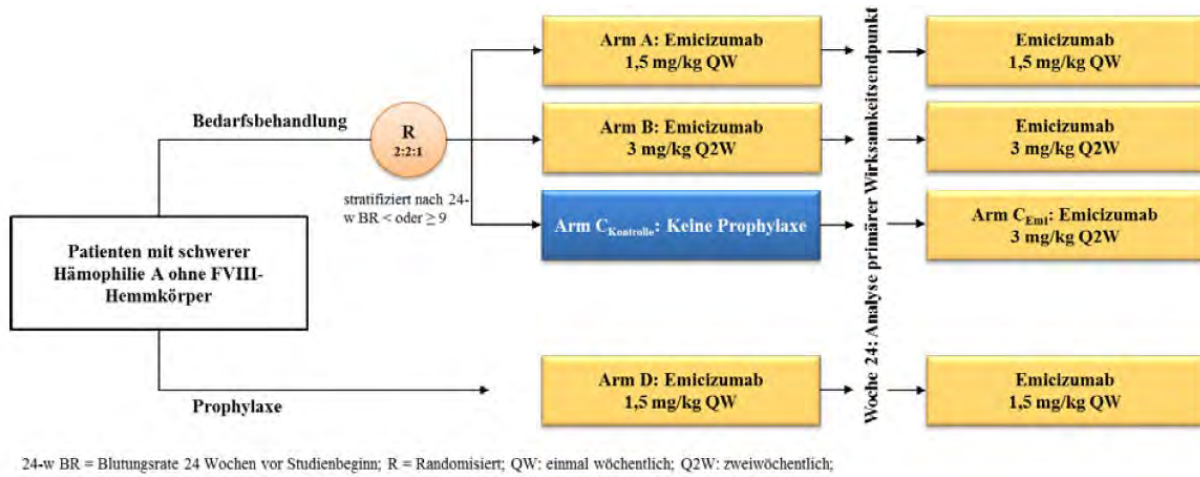 Patienten mit schwerer
Hämophilie A ohne FVIII-
Hemmkörper
Bedarfsbehandlung
R
2:2:1
stratifiziert nach 24-
w BR < oder ≥ 9
Prophylaxe
Arm A: Emicizumab
1,5 mg/kg QW
Arm B: Emicizumab
3 mg/kg Q2W
Arm C Kontrolle: Keine Prophylaxe
Arm D: Emicizumab
1,5 mg/kg QW
Woche 24: Analyse primärer Wirksamkeitsendpunkt
Emicizumab
1,5 mg/kg QW
Emicizumab
3 mg/kg Q2W
Arm C Emi: Emicizumab
3 mg/kg Q2W
Emicizumab
1,5 mg/kg QW
24-w BR = Blutungsrate 24 Wochen vor Studienbeginn; R = Randomisiert; QW: einmal wöchentlich; Q2W: zweiwöchentlich;